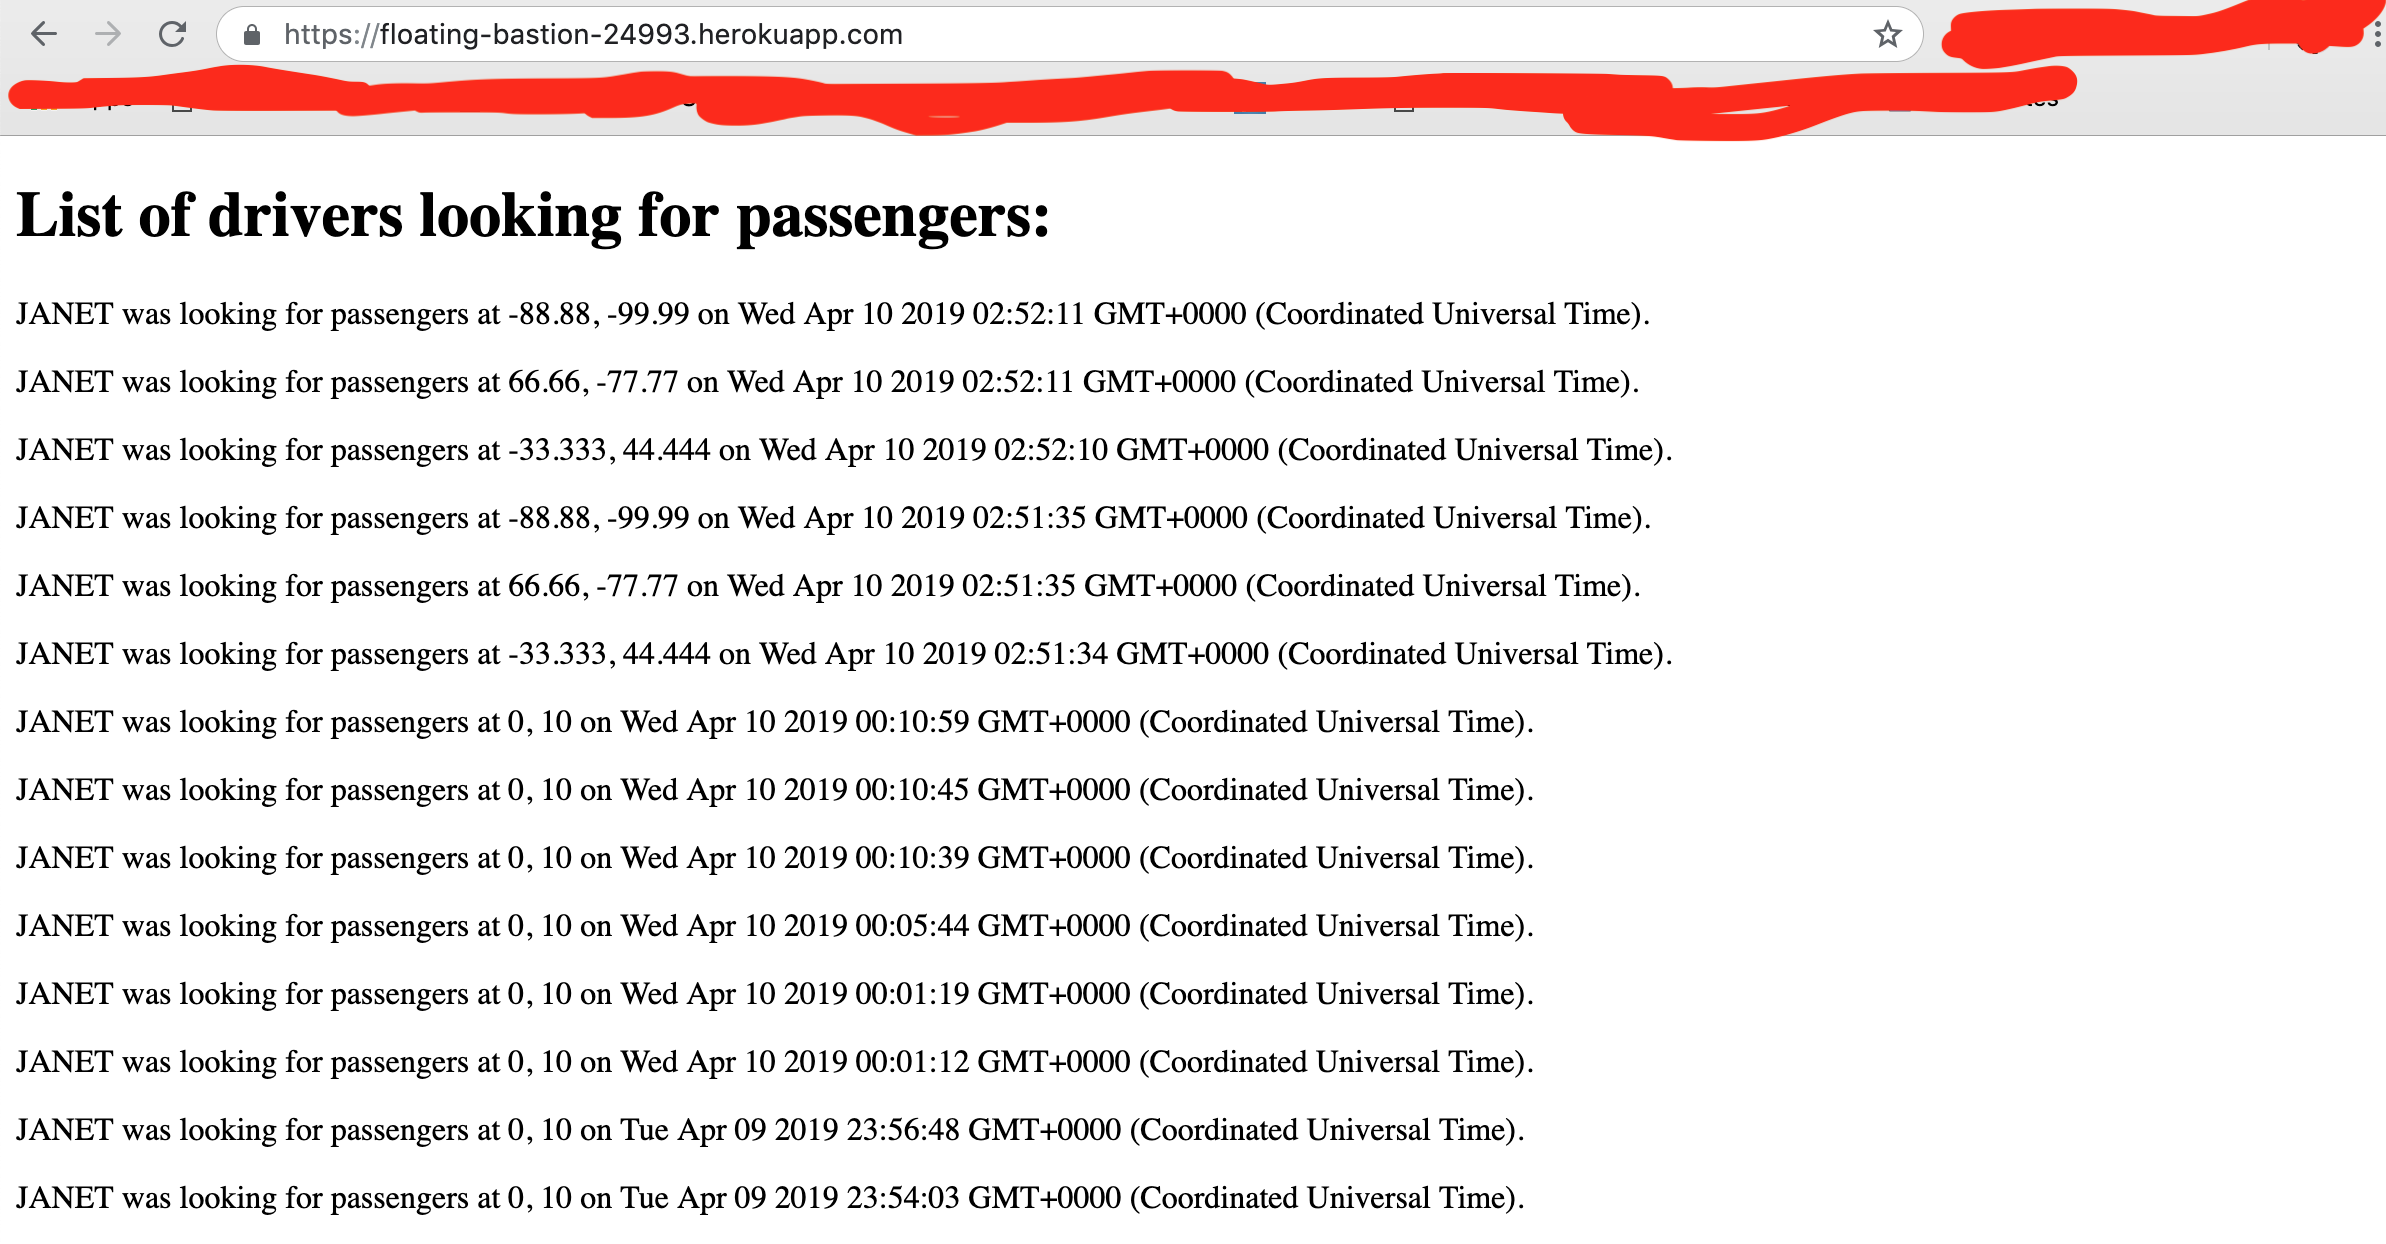 https://floating-bastion-24993.herokuapp.com
List of drivers looking for passengers:
JANET was looking for passengers at -88.88, -99.99 on Wed Apr 10 2019 02:52:11 GMT+0000 (Coordinated Universal Time).
JANET was looking for passengers at 66.66, -77.77 on Wed Apr 10 2019 02:52:11 GMT+0000 (Coordinated Universal Time).
JANET was looking for passengers at -33.333, 44.444 on Wed Apr 10 2019 02:52:10 GMT+0000 (Coordinated Universal Time).
JANET was looking for passengers at -88.88, -99.99 on Wed Apr 10 2019 02:51:35 GMT+0000 (Coordinated Universal Time).
JANET was looking for passengers at 66.66, -77.77 on Wed Apr 10 2019 02:51:35 GMT+0000 (Coordinated Universal Time).
JANET was looking for passengers at -33.333, 44.444 on Wed Apr 10 2019 02:51:34 GMT+0000 (Coordinated Universal Time).
JANET was looking for passengers at 0, 10 on Wed Apr 10 2019 00:10:59 GMT+0000 (Coordinated Universal Time).
JANET was looking for passengers at 0, 10 on Wed Apr 10 2019 00:10:45 GMT+0000 (Coordinated Universal Time).
JANET was looking for passengers at 0, 10 on Wed Apr 10 2019 00:10:39 GMT+0000 (Coordinated Universal Time).
JANET was looking for passengers at 0, 10 on Wed Apr 10 2019 00:05:44 GMT+0000 (Coordinated Universal Time).
JANET was looking for passengers at 0, 10 on Wed Apr 10 2019 00:01:19 GMT+0000 (Coordinated Universal Time).
JANET was looking for passengers at 0, 10 on Wed Apr 10 2019 00:01:12 GMT+0000 (Coordinated Universal Time).
JANET was looking for passengers at 0, 10 on Tue Apr 09 2019 23:56:48 GMT+0000 (Coordinated Universal Time).
JANET was looking for passengers at 0, 10 on Tue Apr 09 2019 23:54:03 GMT+0000 (Coordinated Universal Time).